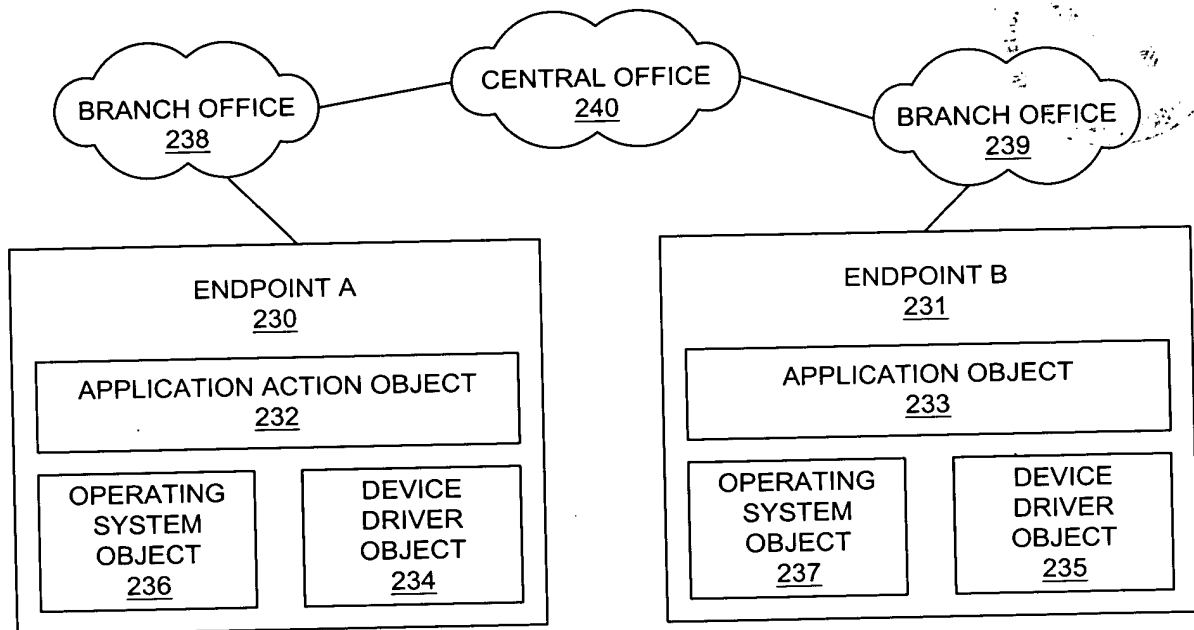 CENTRAL OFFICE
240
BRANCH OFFICE
238
BRANCH OFFICE
239
ENDPOINT A
230
APPLICATION ACTION OBJECT
232
OPERATING
SYSTEM
OBJECT
236
DEVICE
DRIVER
OBJECT
234
ENDPOINT B
231
APPLICATION OBJECT
233
OPERATING
SYSTEM
OBJECT
237
DEVICE
DRIVER
OBJECT
235